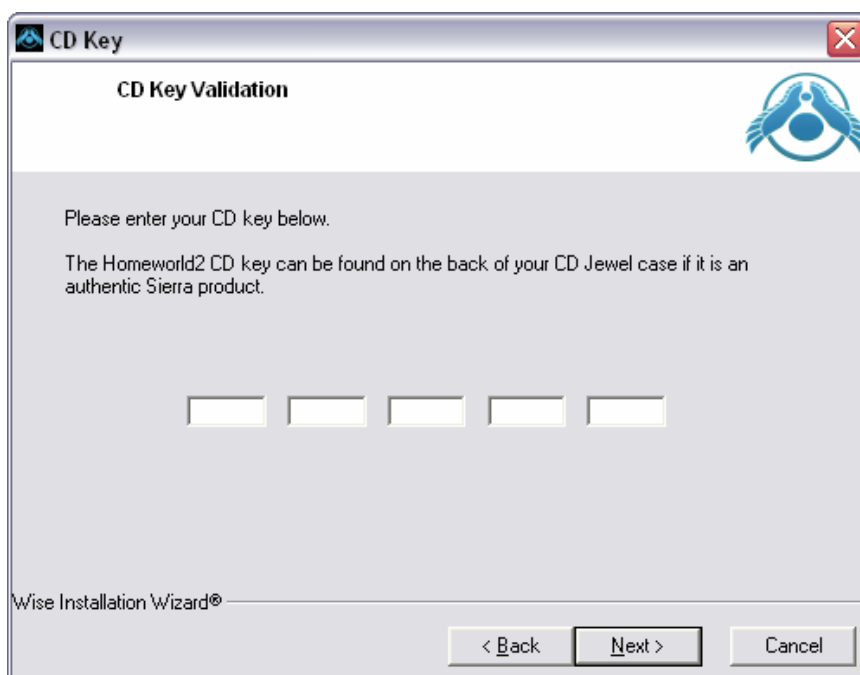 CD Key
CD Key Validation
Please enter your CD key below.
The Homeworld2 CD key can be found on the back of your CD Jewel case if it is an
authentic Sierra product.
Wise Installation Wizard®
< Back
Next >
Cancel